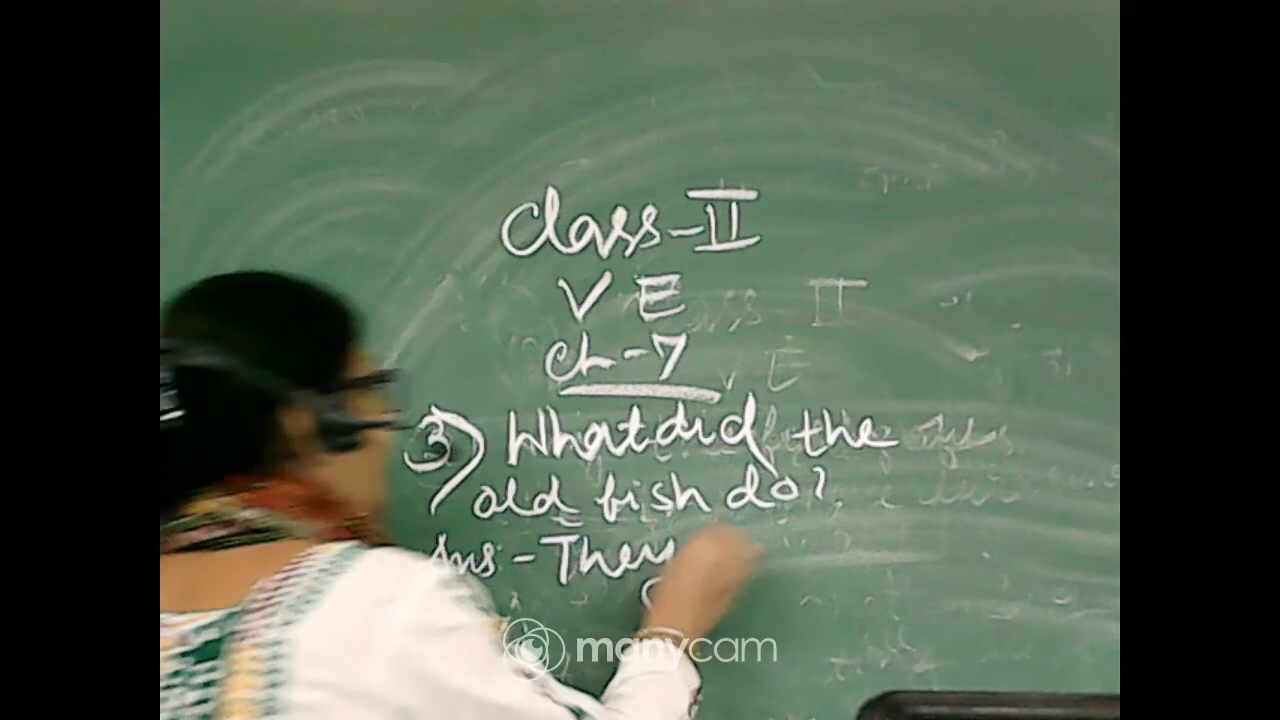 Class-II
V E
Ch-7
3) What did the
old fish do?
Ans - They
manycam